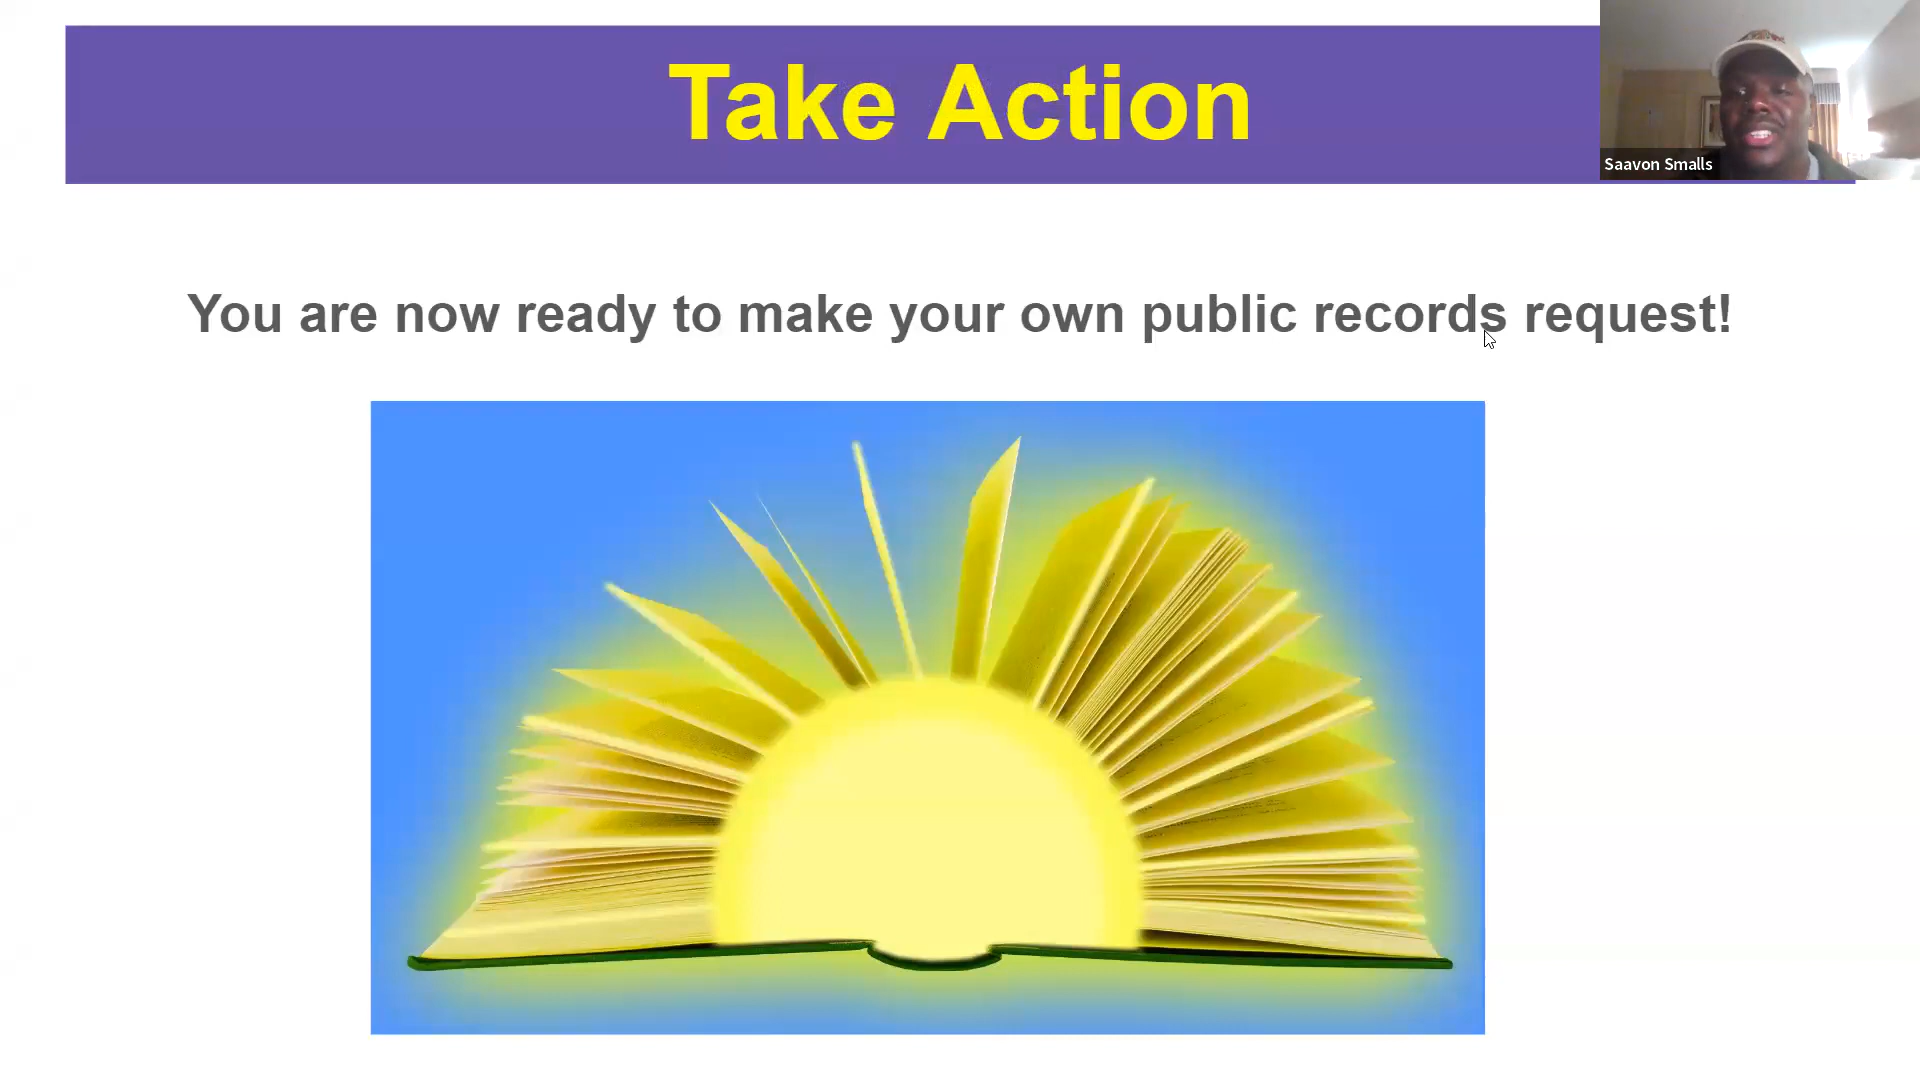 Take Action
Saavon Smalls
You are now ready to make your own public records request!